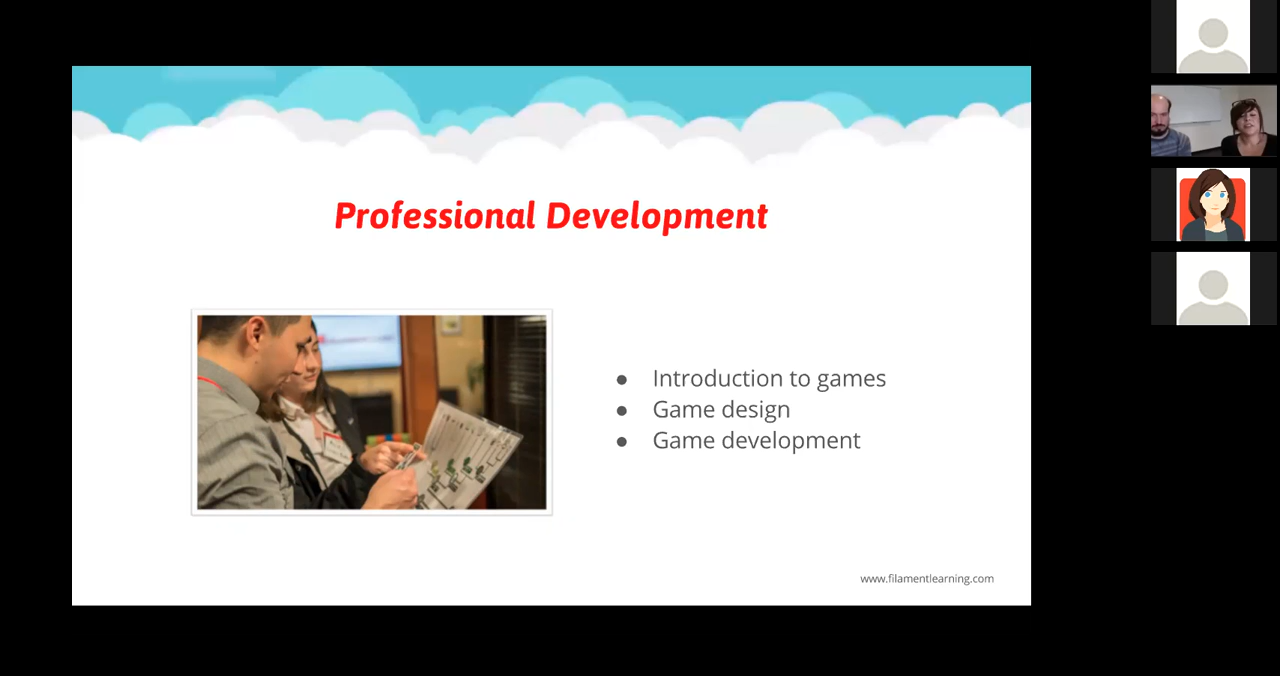 Professional Development
● Introduction to games
● Game design
● Game development
www.filamentlearning.com